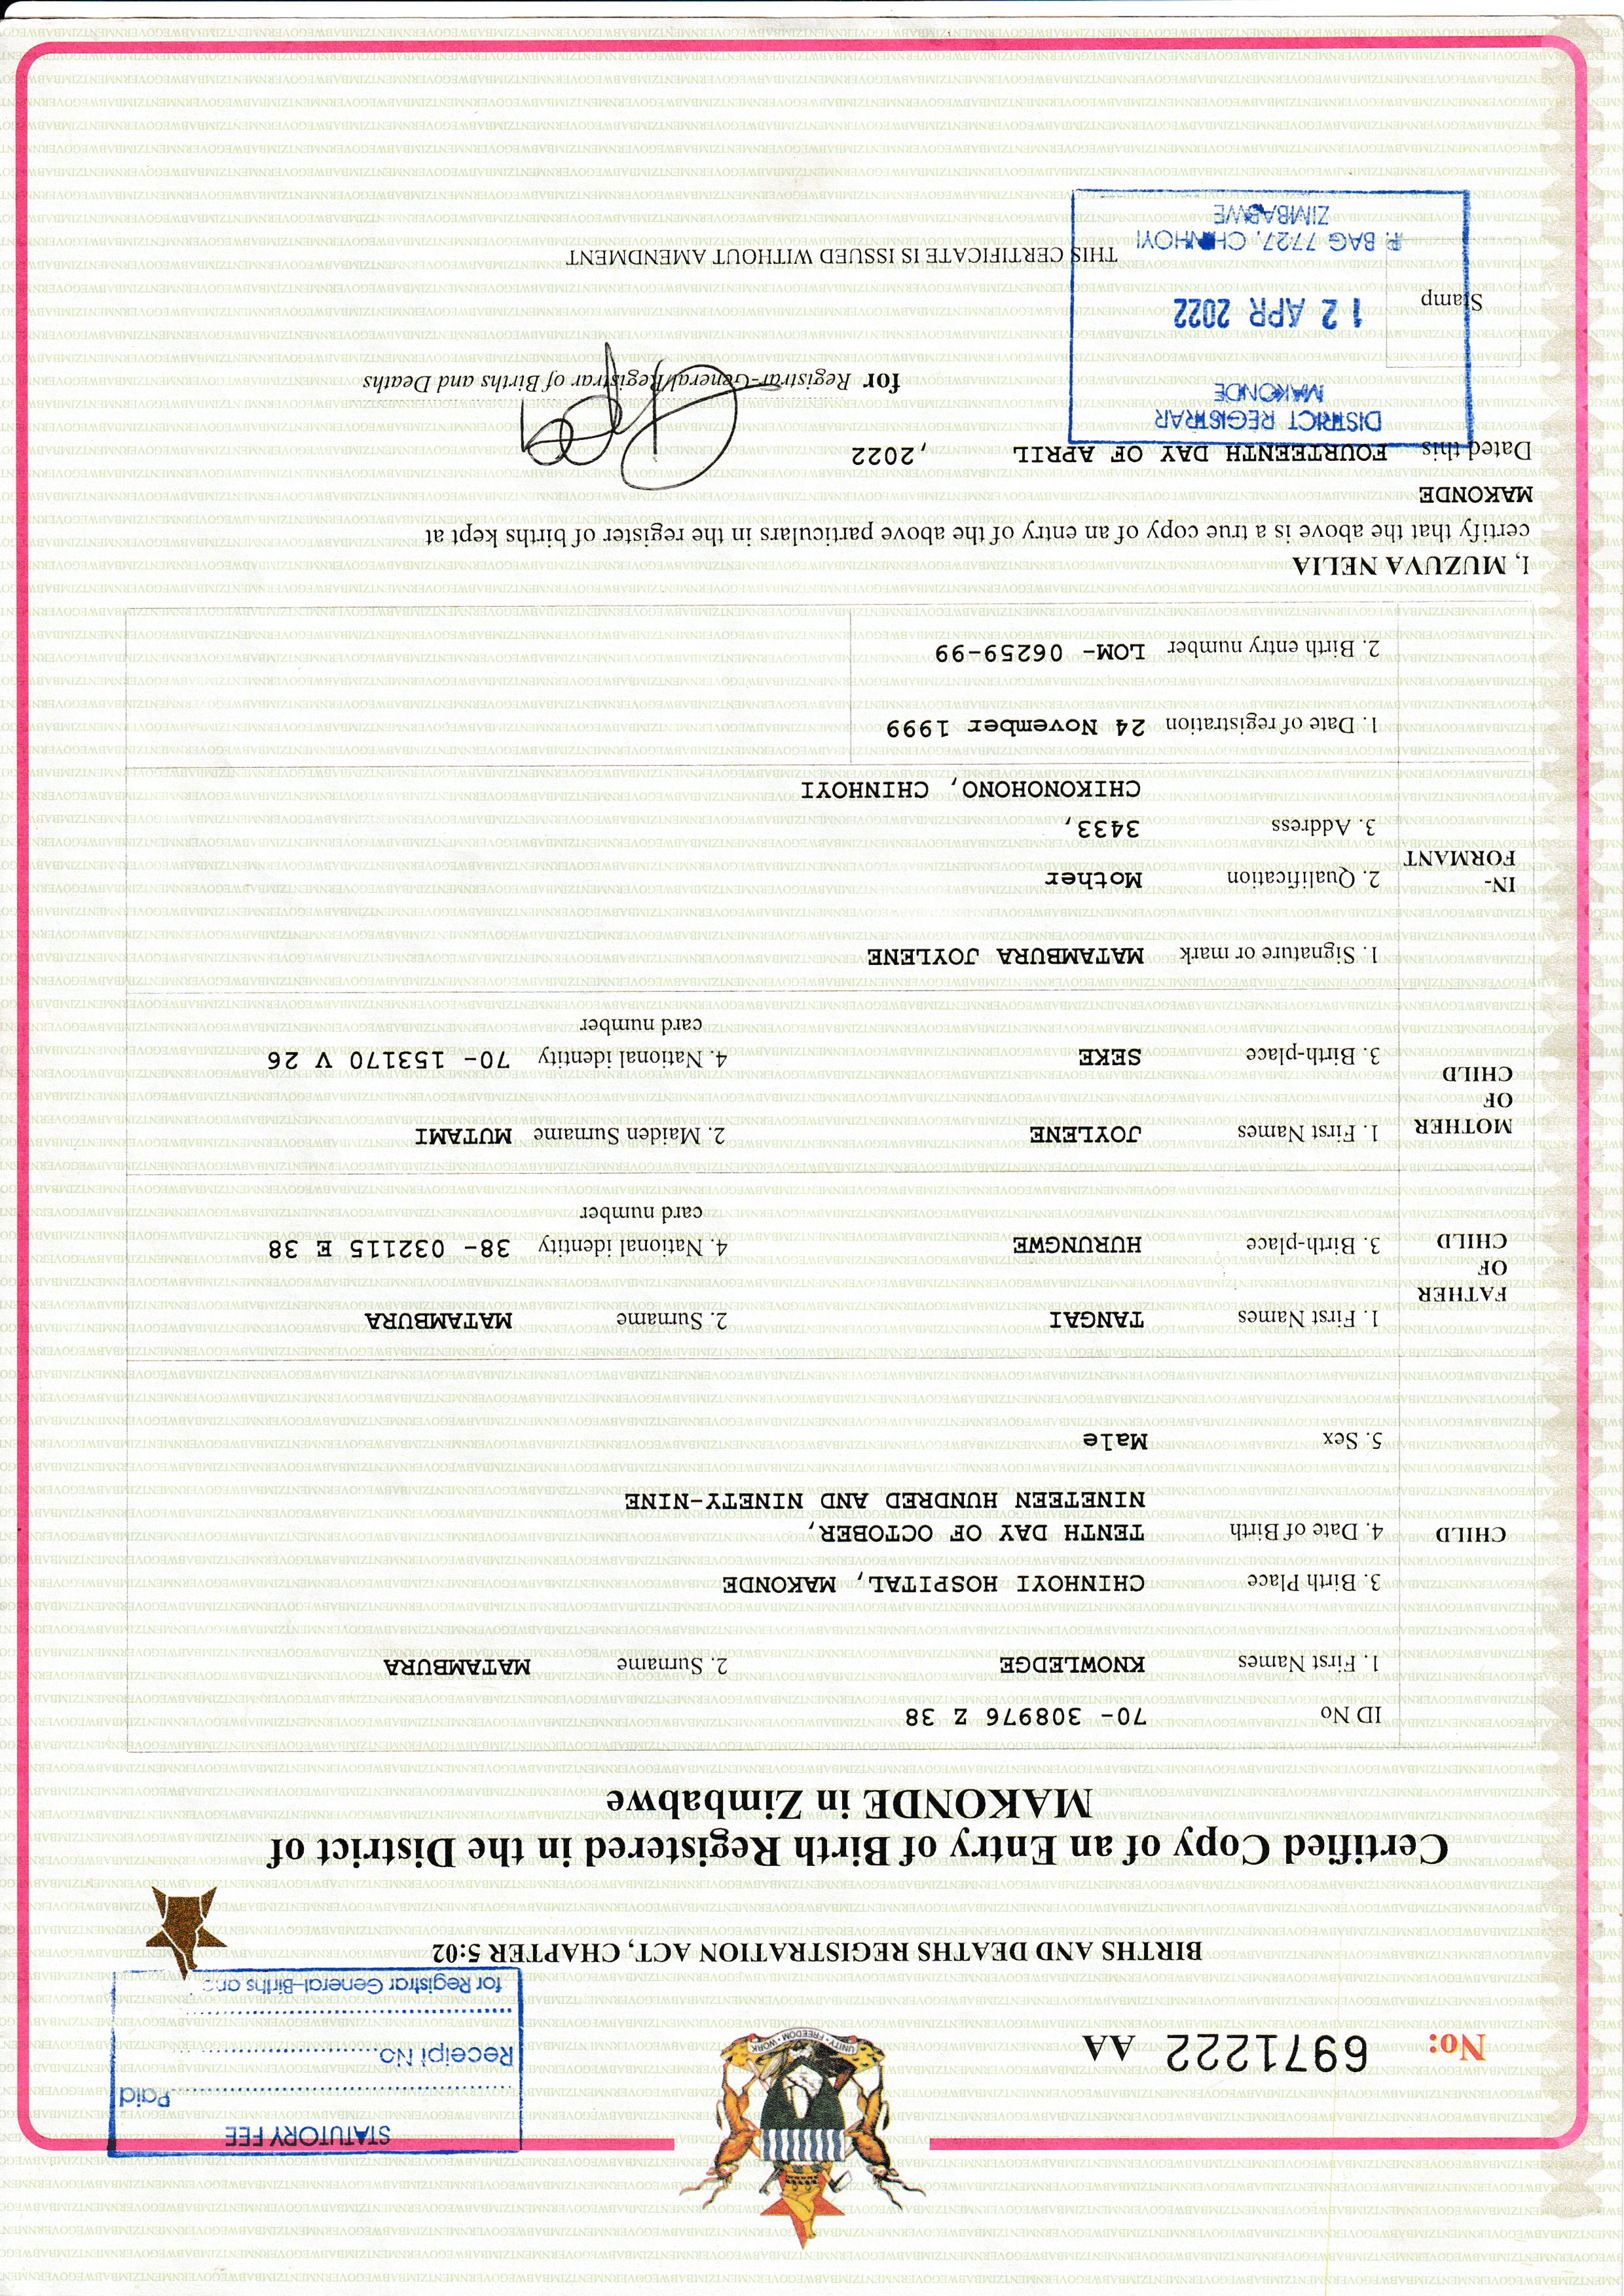 UNITY • FREEDOM • WORK
No: 6971222 AA
STATUTORY FEE
Paid
Receipt No
for Registrar General-Births and
BIRTHS AND DEATHS REGISTRATION ACT, CHAPTER 5:02
Certified Copy of an Entry of Birth Registered in the District of
MAKONDE in Zimbabwe
CHILD
ID No 70- 308976 Z 38
1. First Names KNOWLEDGE 2. Surname MATAMBURA
3. Birth Place CHINHOYI HOSPITAL, MAKONDE
4. Date of Birth TENTH DAY OF OCTOBER,
NINETEEN HUNDRED AND NINETY-NINE
5. Sex Male
FATHER
OF
CHILD
1. First Names TANGAI 2. Surname MATAMBURA
3. Birth-place HURUNGWE 4. National identity 38- 032115 E 38
card number
MOTHER
OF
CHILD
1. First Names JOYLENE 2. Maiden Surname MUTAMI
3. Birth-place SEKE 4. National identity 70- 153170 V 26
card number
IN-
FORMANT
1. Signature or mark MATAMBURA JOYLENE
2. Qualification Mother
3. Address 3433,
CHIKONOHONO, CHINHOYI
1. Date of registration 24 November 1999
2. Birth entry number LOM- 06259-99
I, MUZUVA NELIA
certify that the above is a true copy of an entry of the above particulars in the register of births kept at
MAKONDE
Dated this FOURTEENTH DAY OF APRIL ,2022
for Registrar-General/Registrar of Births and Deaths
Stamp
DISTRICT REGISTRAR
MAKONDE
12 APR 2022
P. BAG 7727, CHINHOYI
ZIMBABWE
THIS CERTIFICATE IS ISSUED WITHOUT AMENDMENT